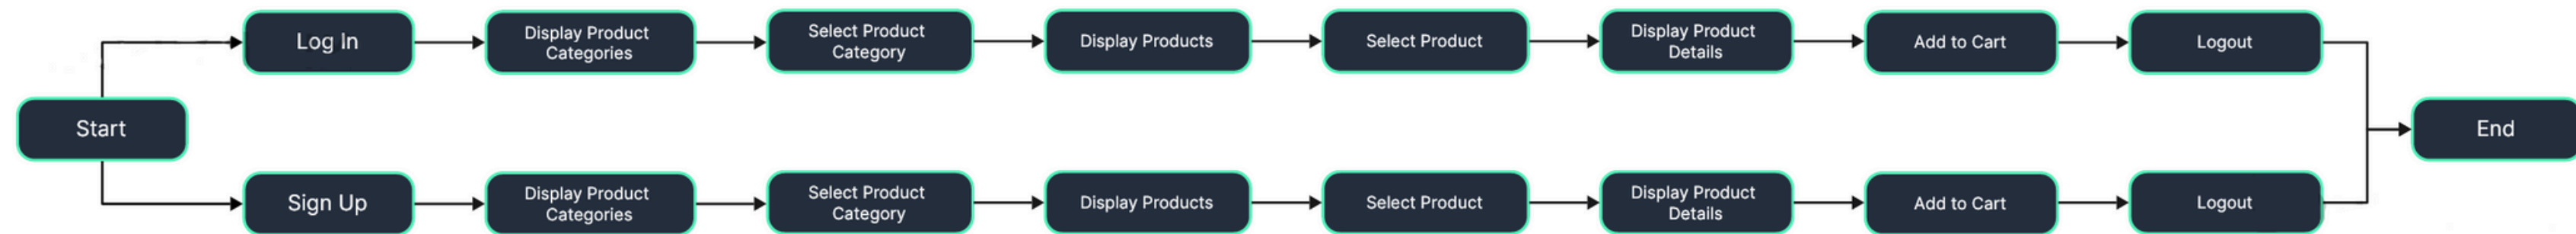 Log In
Display Product
Categories
Select Product
Category
Display Products
Select Product
Display Product
Details
Add to Cart
Logout
Start
End
Sign Up
Display Product
Categories
Select Product
Category
Display Products
Select Product
Display Product
Details
Add to Cart
Logout